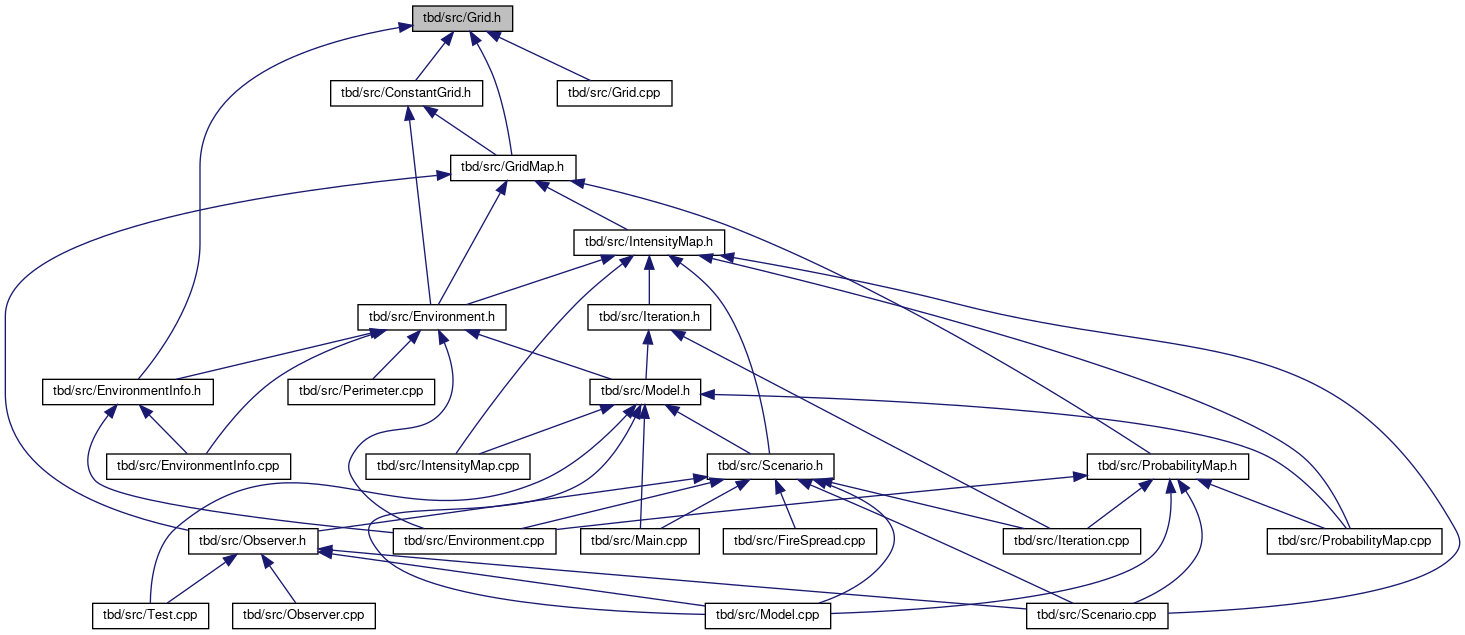 tbd/src/Grid.h
tbd/src/ConstantGrid.h
tbd/src/Grid.cpp
tbd/src/GridMap.h
tbd/src/IntensityMap.h
tbd/src/Environment.h
tbd/src/Iteration.h
tbd/src/EnvironmentInfo.h
tbd/src/Perimeter.cpp
tbd/src/Model.h
tbd/src/EnvironmentInfo.cpp
tbd/src/IntensityMap.cpp
tbd/src/Scenario.h
tbd/src/ProbabilityMap.h
tbd/src/Observer.h
tbd/src/Environment.cpp
tbd/src/Main.cpp
tbd/src/FireSpread.cpp
tbd/src/Iteration.cpp
tbd/src/ProbabilityMap.cpp
tbd/src/Test.cpp
tbd/src/Observer.cpp
tbd/src/Model.cpp
tbd/src/Scenario.cpp